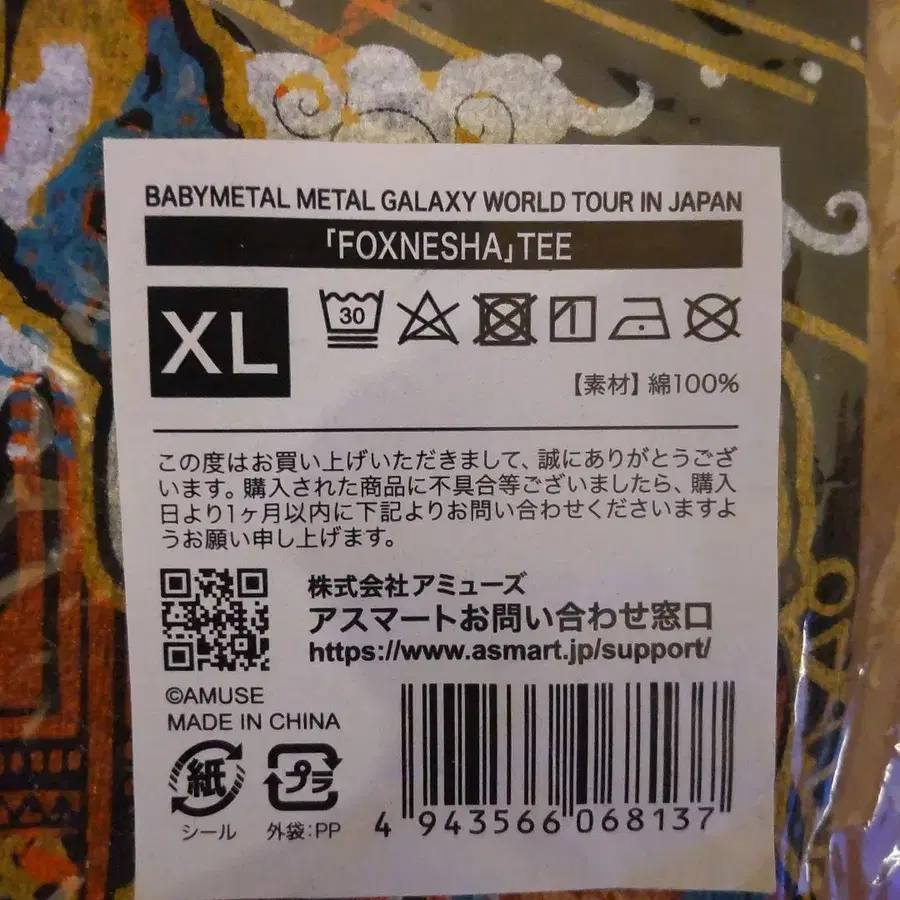 BABYMETAL METAL GALAXY WORLD TOUR IN JAPAN
「FOXNESHA」TEE
XL
30
【素材】綿100%
この度はお買い上げいただきまして、誠にありがとうござ
います。購入された商品に不具合等ございましたら、購入
日より1ヶ月以内に下記よりお問い合わせくださいますよ
うお願い申し上げます。
株式会社アミューズ
アスマートお問い合わせ窓口
https://www.asmart.jp/support/
©AMUSE
MADE IN CHINA
紙
プラ
シール
外袋:PP
4 943566 068137